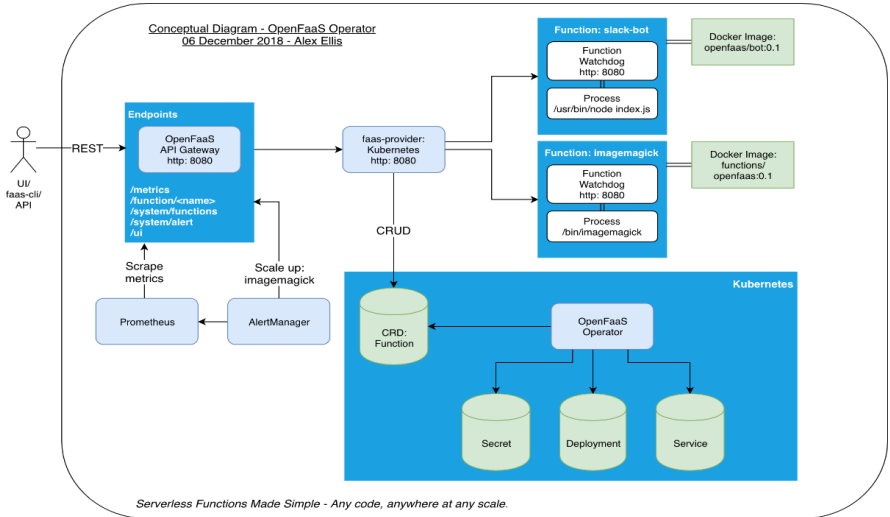 Conceptual Diagram - OpenFaaS Operator
06 December 2018 - Alex Ellis
UI/
faas-cli/
API
REST
Endpoints
OpenFaaS
API Gateway
http: 8080
/metrics
/function/<name>
/system/functions
/system/alert
/ui
faas-provider:
Kubernetes
http: 8080
Function: slack-bot
Function
Watchdog
http: 8080
Process
/usr/bin/node index.js
Docker Image:
openfaas/bot:0.1
Function: imagemagick
Function
Watchdog
http: 8080
Process
/bin/imagemagick
Docker Image:
functions/
openfaas:0.1
CRUD
Scrape
metrics
Scale up:
imagemagick
Prometheus
AlertManager
Kubernetes
CRD:
Function
OpenFaaS
Operator
Secret
Deployment
Service
Serverless Functions Made Simple - Any code, anywhere at any scale.